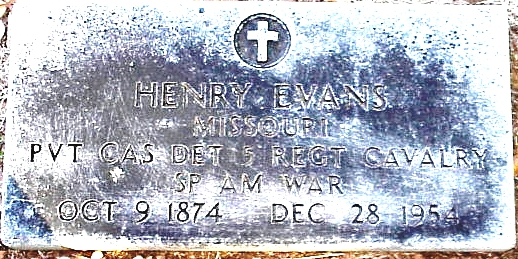 HENRY EVANS
MISSOURI
PVT CAS DET 5 REGT CAVALRY
SP AM WAR
OCT 9 1874 DEC 28 1954